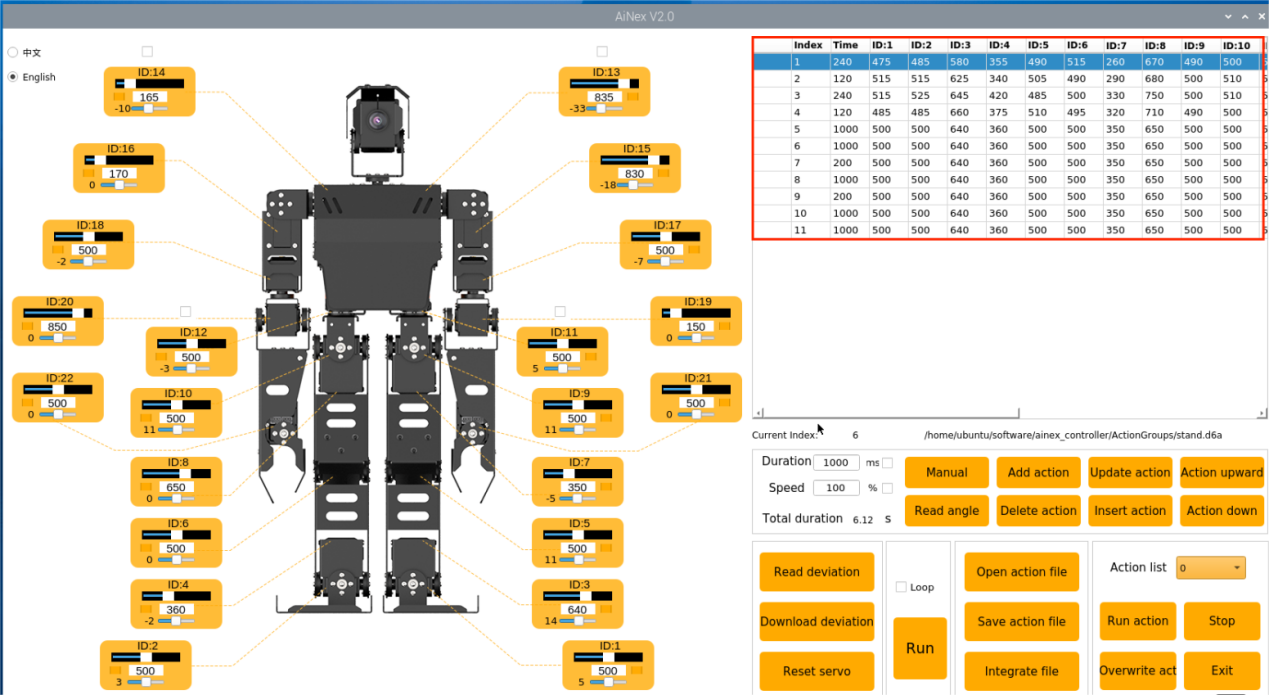 AiNex V2.0
中文
English
ID:14
165
-10
ID:13
835
-33
ID:16
170
0
ID:15
830
-18
ID:18
500
-2
ID:17
500
-7
ID:20
850
0
ID:19
150
0
ID:12
500
-3
ID:11
500
5
ID:22
500
0
ID:21
500
0
ID:10
500
11
ID:9
500
11
ID:8
650
0
ID:7
350
-5
ID:6
500
0
ID:5
500
11
ID:4
360
-2
ID:3
640
14
ID:2
500
3
ID:1
500
5
Index Time ID:1 ID:2 ID:3 ID:4 ID:5 ID:6 ID:7 ID:8 ID:9 ID:10
1 240 475 485 580 355 490 515 260 670 490 500
2 120 515 515 625 340 505 490 290 680 500 510
3 240 515 525 645 420 485 500 330 750 500 510
4 120 485 485 660 375 510 495 320 710 490 500
5 1000 500 500 640 360 500 500 350 650 500 500
6 1000 500 500 640 360 500 500 350 650 500 500
7 200 500 500 640 360 500 500 350 650 500 500
8 1000 500 500 640 360 500 500 350 650 500 500
9 200 500 500 640 360 500 500 350 650 500 500
10 1000 500 500 640 360 500 500 350 650 500 500
11 1000 500 500 640 360 500 500 350 650 500 500
Current Index: 6 /home/ubuntu/software/ainex_controller/ActionGroups/stand.d6a
Duration 1000 ms
Speed 100 %
Total duration 6.12 s
Manual Add action Update action Action upward
Read angle Delete action Insert action Action down
Read deviation
Download deviation
Reset servo
Loop
Run
Open action file
Save action file
Integrate file
Action list 0
Run action Stop
Overwrite act Exit